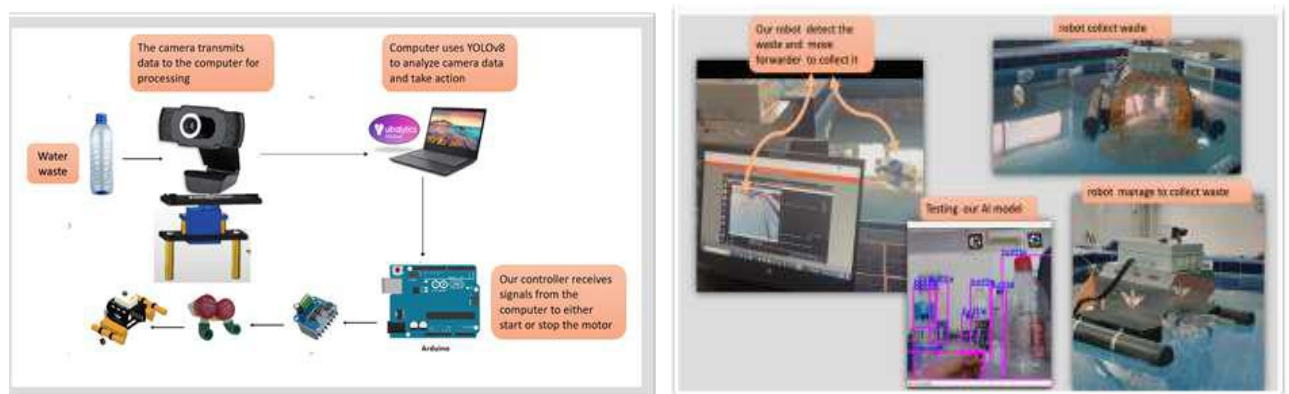 The camera transmits
data to the computer for
processing
Computer uses YOLOv8
to analyze camera data
and take action
Water
waste
Our controller receives
signals from the
computer to either
start or stop the motor
Arduino
Our robot detect the
waste and move
forwarder to collect it
robot collect waste
Testing our AI model
robot manage to collect waste